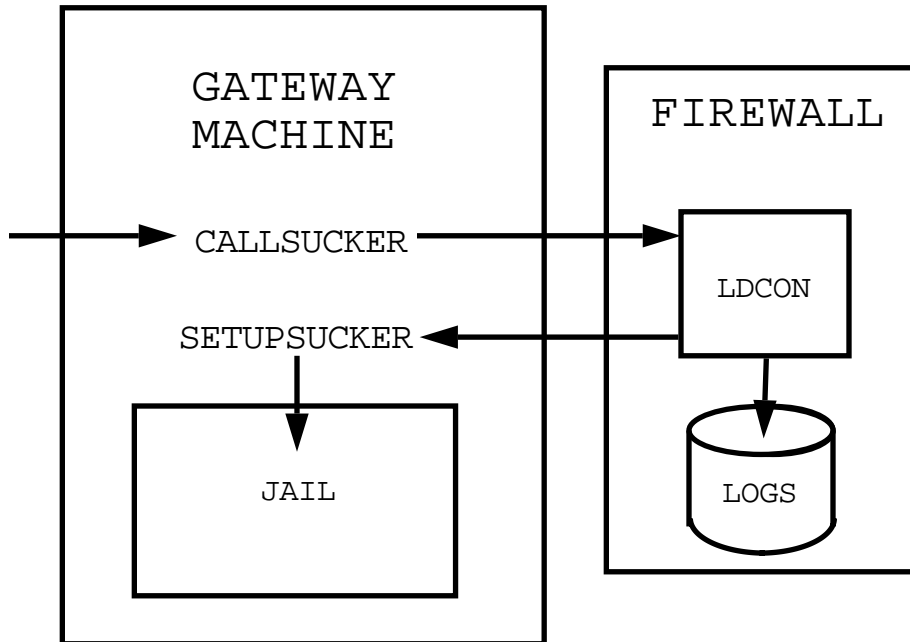 GATEWAY
MACHINE
FIREWALL
CALLSUCKER
LDCON
SETUPSUCKER
JAIL
LOGS